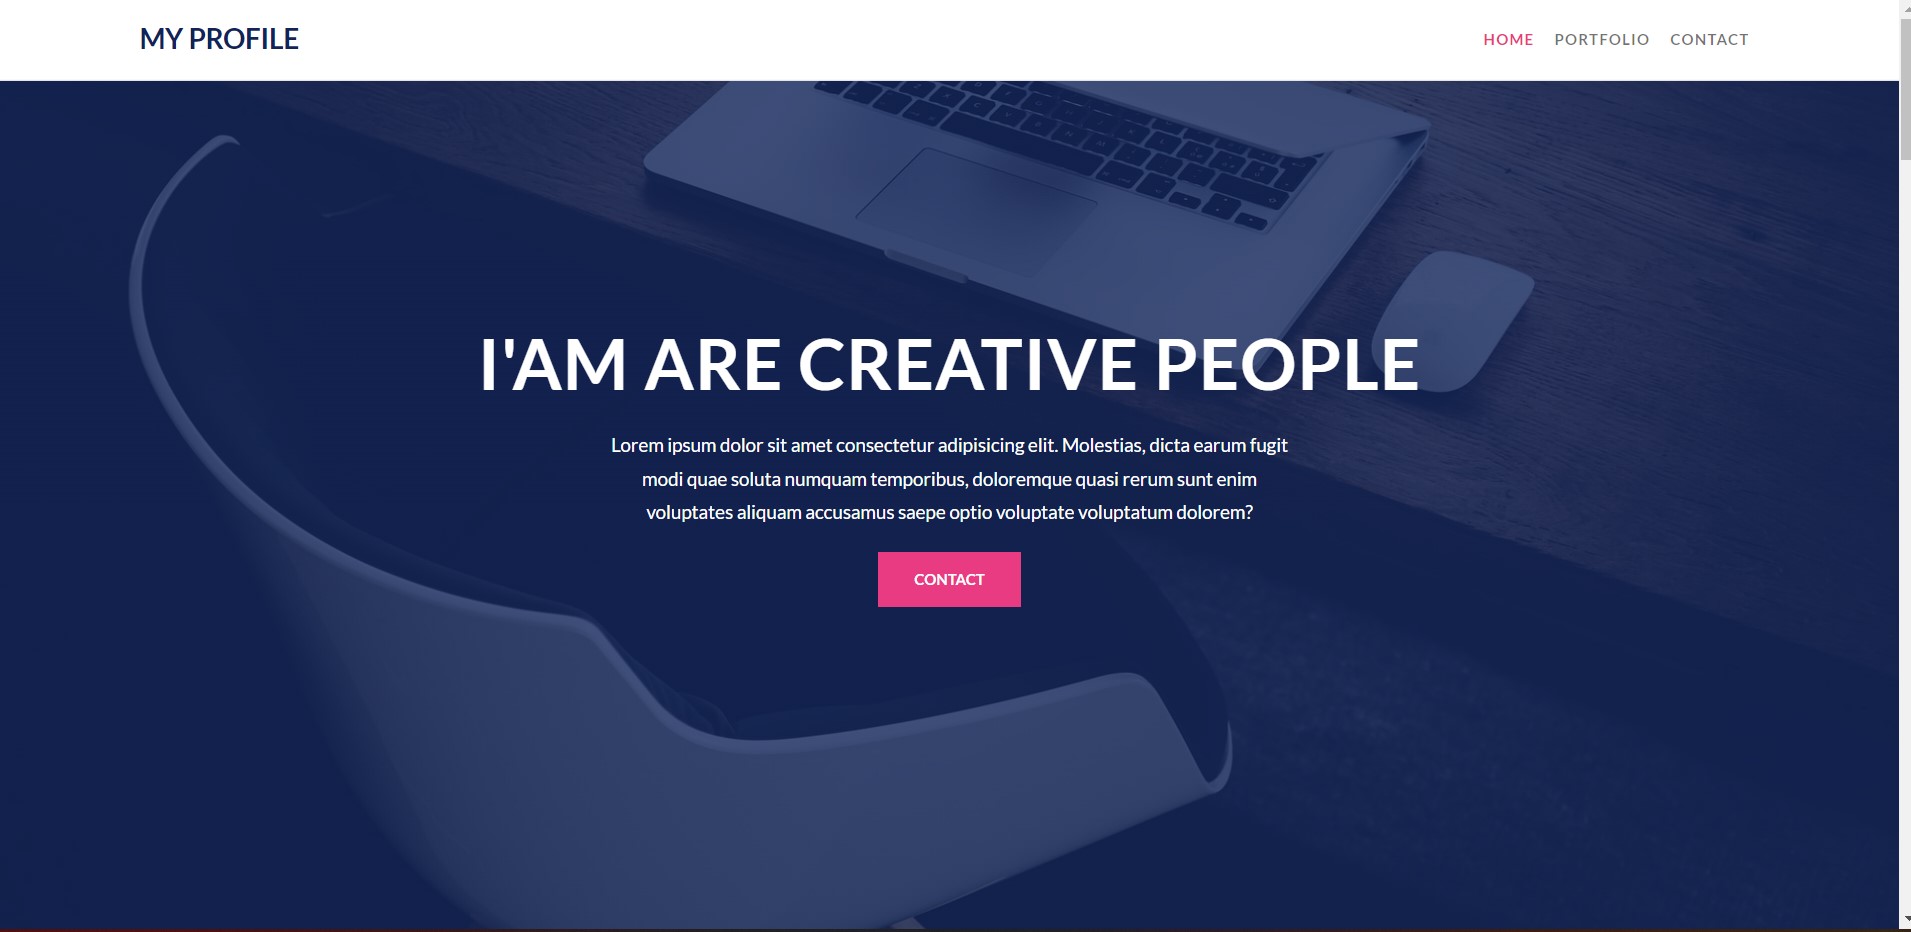 MY PROFILE
HOME PORTFOLIO CONTACT
I'AM ARE CREATIVE PEOPLE
Lorem ipsum dolor sit amet consectetur adipisicing elit. Molestias, dicta earum fugit
modi quae soluta numquam temporibus, doloremque quasi rerum sunt enim
voluptates aliquam accusamus saepe optio voluptate voluptatum dolorem?
CONTACT